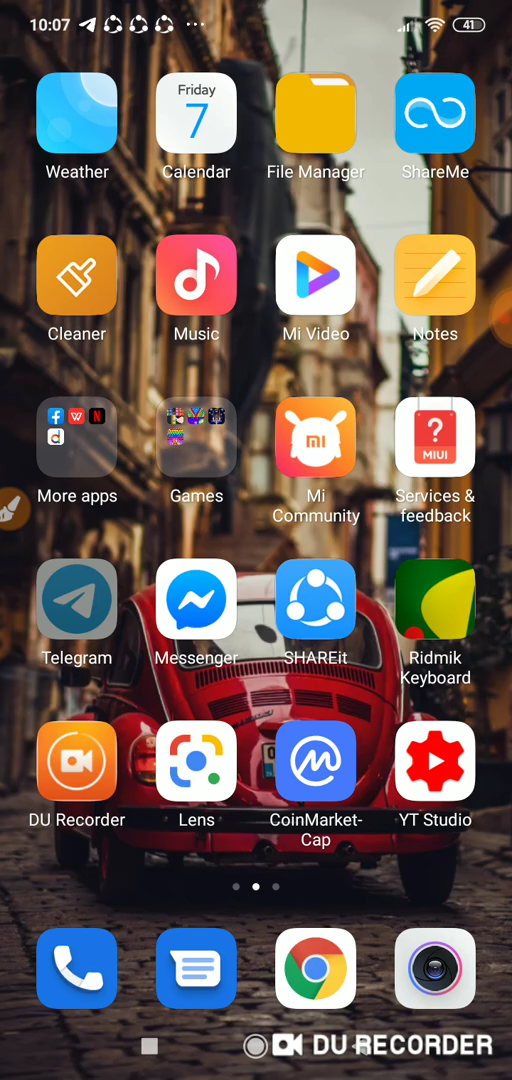 10:07 ... 41
Friday
7
Weather Calendar File Manager ShareMe
Cleaner Music Mi Video Notes
mi ? MIUI
More apps Games Mi Community Services & feedback
Telegram Messenger SHAREit Ridmik Keyboard
DU Recorder Lens CoinMarket-Cap YT Studio
DU RECORDER